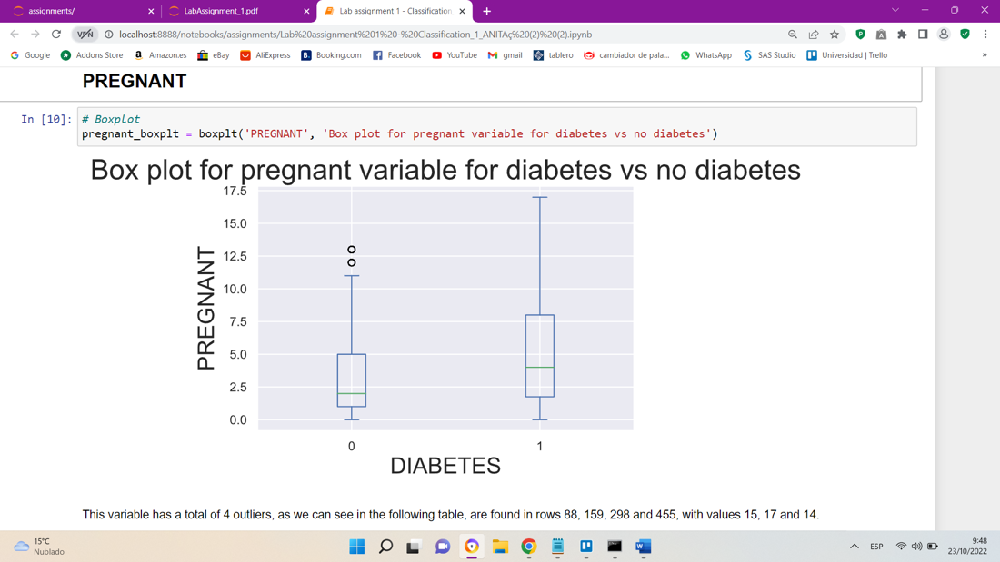 assignments/
LabAssignment_1.pdf
Lab assignment 1 - Classification
VPN
localhost:8888/notebooks/assignments/Lab%20assignment%201%20-%20Classification_1_ANITAç%20(2)%20(2).ipynb
Google
Addons Store
Amazon.es
eBay
AliExpress
Booking.com
Facebook
YouTube
gmail
tablero
cambiador de pala...
WhatsApp
SAS Studio
Universidad | Trello
»
PREGNANT
In [10]:
# Boxplot
pregnant_boxplt = boxplt('PREGNANT', 'Box plot for pregnant variable for diabetes vs no diabetes')
Box plot for pregnant variable for diabetes vs no diabetes
17.5
15.0
12.5
10.0
7.5
5.0
2.5
0.0
PREGNANT
0
1
DIABETES
This variable has a total of 4 outliers, as we can see in the following table, are found in rows 88, 159, 298 and 455, with values 15, 17 and 14.
15°C
Nublado
ESP
9:48
23/10/2022